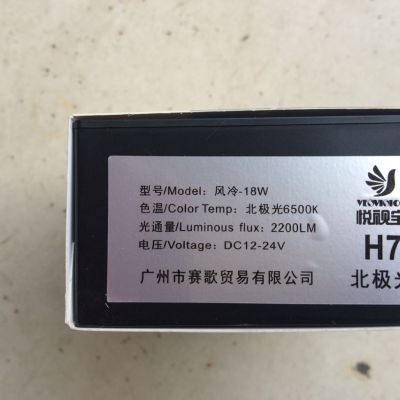 型号/Model: 风冷-18W
色温/Color Temp: 北极光6500K
光通量/Luminous flux: 2200LM
电压/Voltage: DC12-24V
广州市赛歌贸易有限公司
悦视宝
H7
北极光